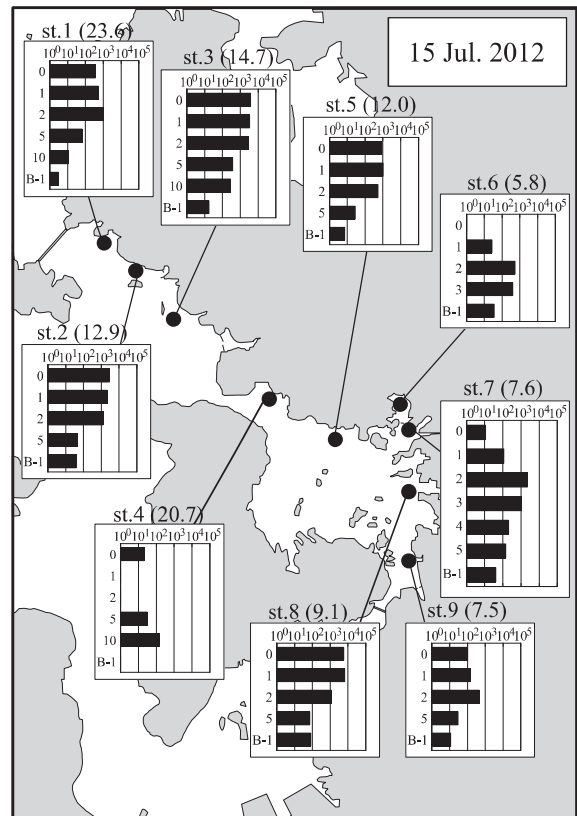 15 Jul. 2012
st.1 (23.6)
10⁰10¹10²10³10⁴10⁵
0
1
2
5
10
B-1
st.3 (14.7)
10⁰10¹10²10³10⁴10⁵
0
1
2
5
10
B-1
st.5 (12.0)
10⁰10¹10²10³10⁴10⁵
0
1
2
5
B-1
st.6 (5.8)
10⁰10¹10²10³10⁴10⁵
0
1
2
3
B-1
st.2 (12.9)
10⁰10¹10²10³10⁴10⁵
0
1
2
5
B-1
st.7 (7.6)
10⁰10¹10²10³10⁴10⁵
0
1
2
3
4
5
B-1
st.4 (20.7)
10⁰10¹10²10³10⁴10⁵
0
1
2
5
10
B-1
st.8 (9.1)
10⁰10¹10²10³10⁴10⁵
0
1
2
5
B-1
st.9 (7.5)
10⁰10¹10²10³10⁴10⁵
0
1
2
5
B-1